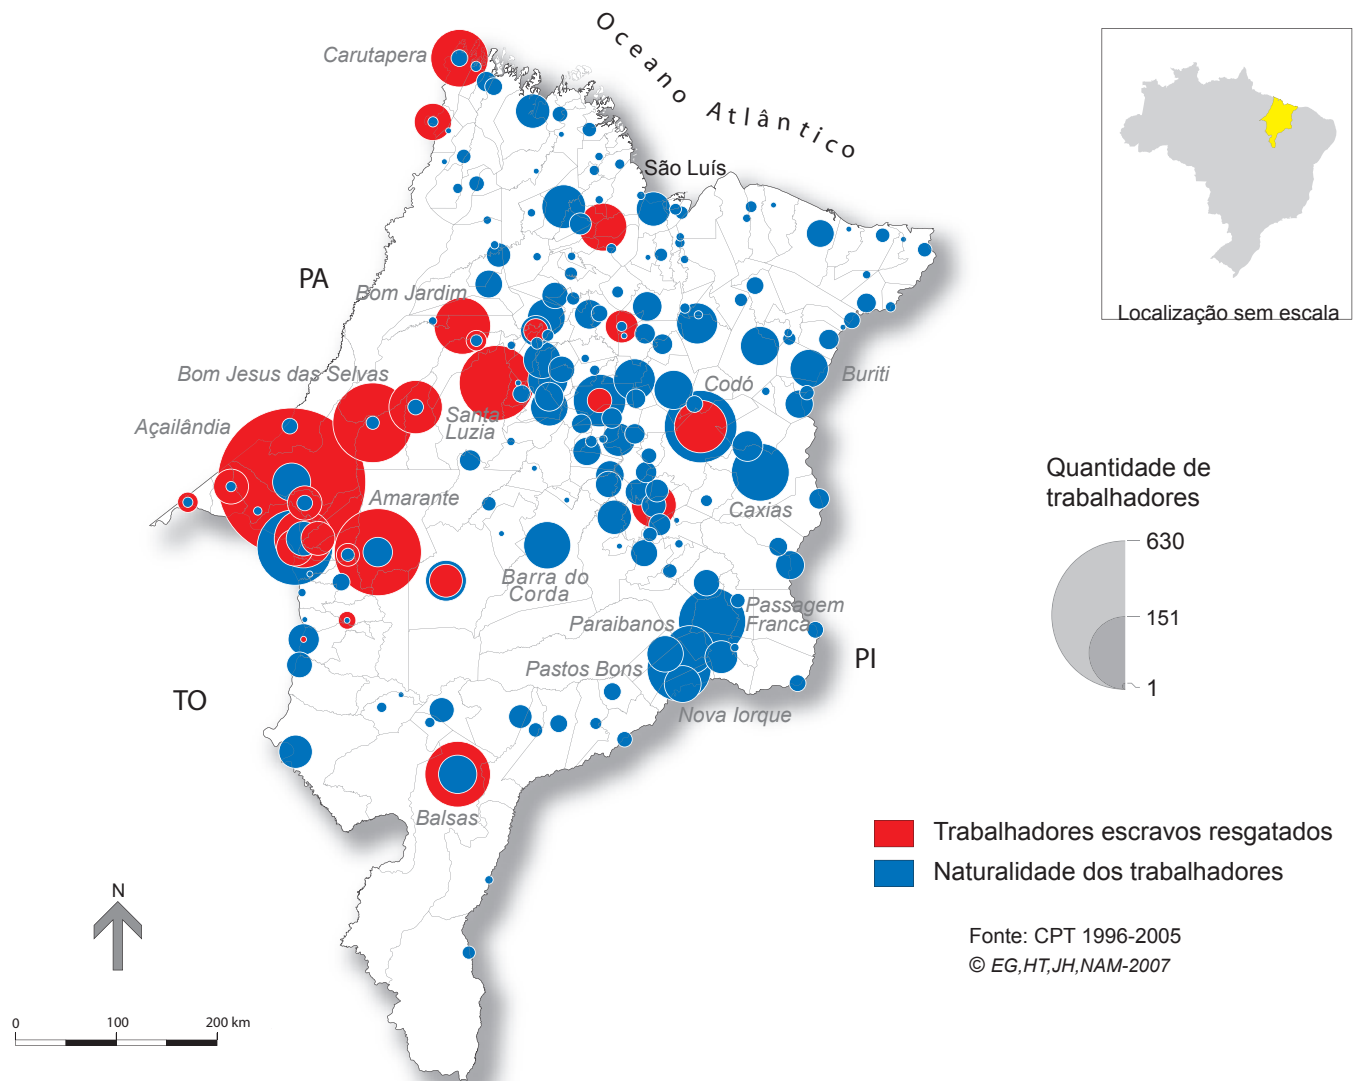 Oceano Atlântico
Carutapera
São Luís
Localização sem escala
PA
Bom Jardim
Bom Jesus das Selvas
Buriti
Codó
Açailândia
Santa
Luzia
Quantidade de
trabalhadores
Amarante
Caxias
630
151
1
Barra do
Corda
Passagem
Franca
Paraibanos
PI
Pastos Bons
TO
Nova Iorque
Balsas
Trabalhadores escravos resgatados
Naturalidade dos trabalhadores
N
Fonte: CPT 1996-2005
© EG,HT,JH,NAM-2007
0 100 200 km